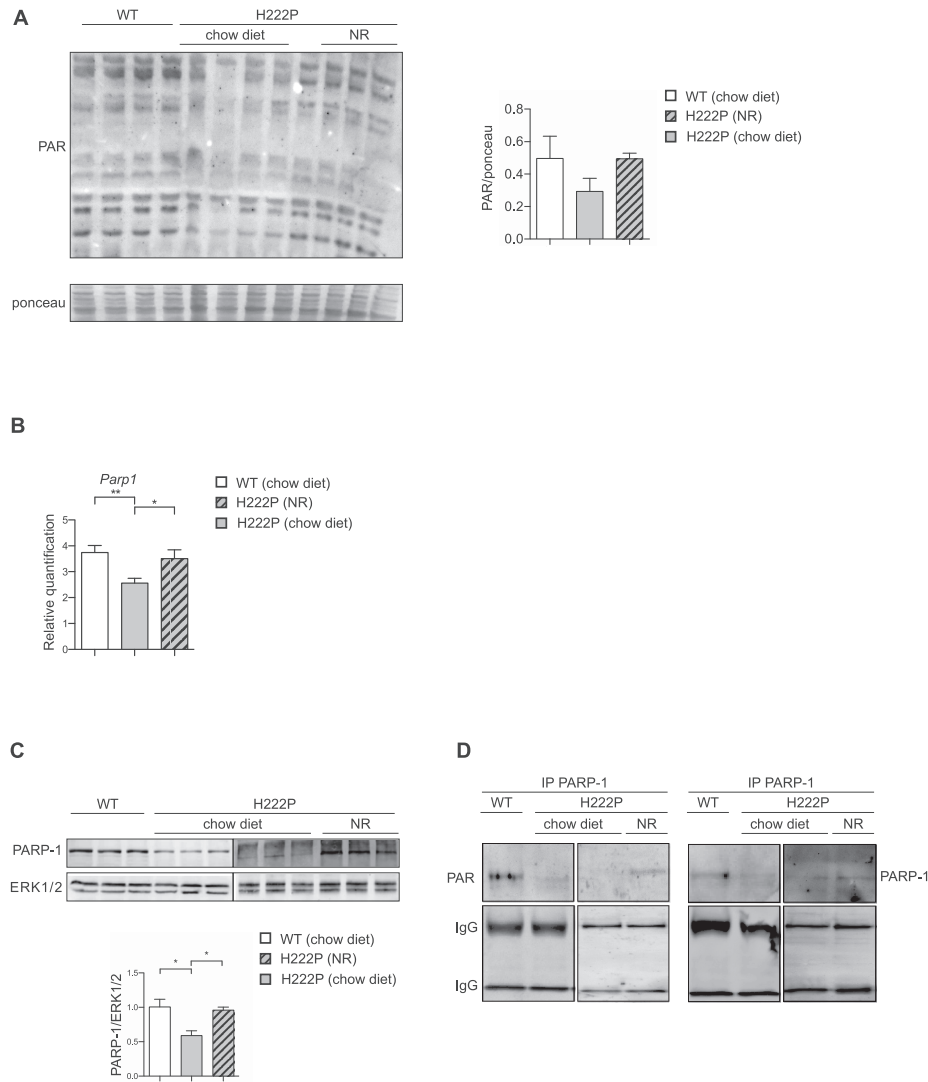 A
WT
H222P
chow diet
NR
PAR
ponceau
PAR/ponceau
0.8
0.6
0.4
0.2
0.0
WT (chow diet)
H222P (NR)
H222P (chow diet)
B
Parp1
**
*
Relative quantification
5
4
3
2
1
0
WT (chow diet)
H222P (NR)
H222P (chow diet)
C
WT
H222P
chow diet
NR
PARP-1
ERK1/2
WT (chow diet)
H222P (NR)
H222P (chow diet)
*
*
PARP-1/ERK1/2
1.5
1.0
0.5
0.0
D
IP PARP-1
WT
H222P
chow diet
NR
PAR
IgG
IgG
IP PARP-1
WT
H222P
chow diet
NR
PARP-1